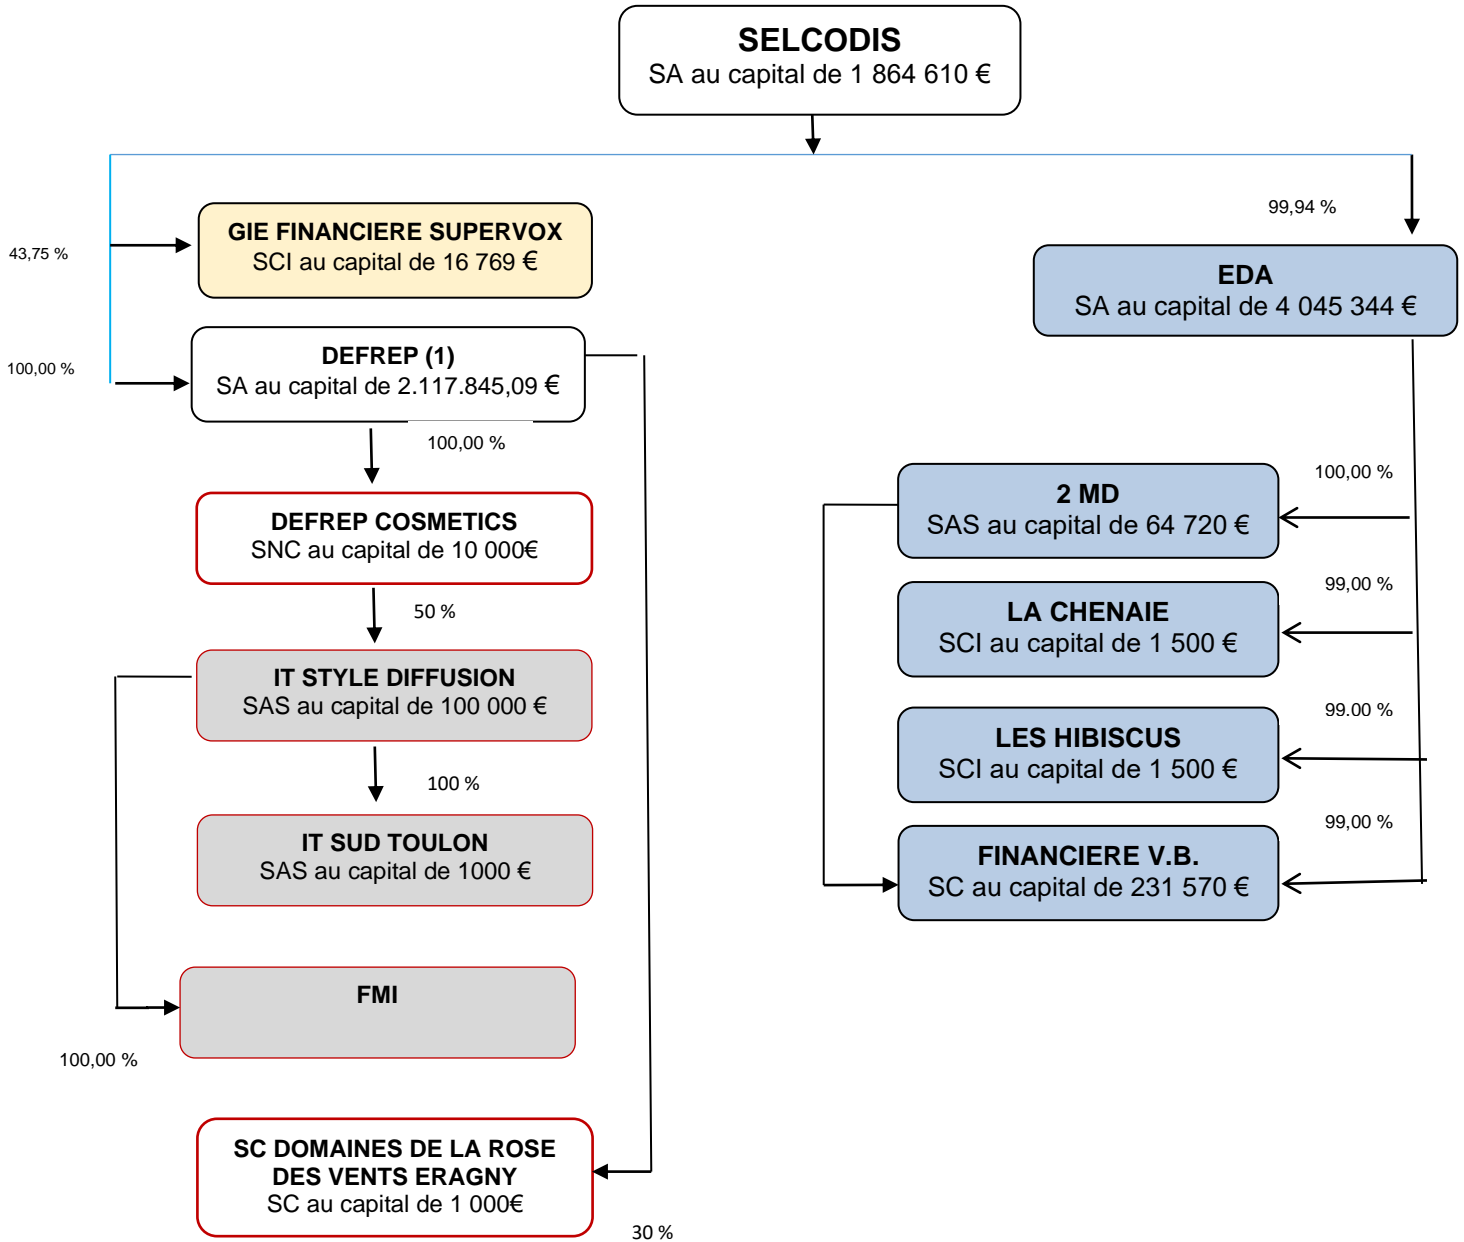 SELCODIS
SA au capital de 1 864 610 €
99,94 %
43,75 %
GIE FINANCIERE SUPERVOX
SCI au capital de 16 769 €
EDA
SA au capital de 4 045 344 €
100,00 %
DEFREP (1)
SA au capital de 2.117.845,09 €
100,00 %
DEFREP COSMETICS
SNC au capital de 10 000€
50 %
IT STYLE DIFFUSION
SAS au capital de 100 000 €
100 %
IT SUD TOULON
SAS au capital de 1000 €
FMI
100,00 %
SC DOMAINES DE LA ROSE
DES VENTS ERAGNY
SC au capital de 1 000€
30 %
100,00 %
2 MD
SAS au capital de 64 720 €
99,00 %
LA CHENAIE
SCI au capital de 1 500 €
99.00 %
LES HIBISCUS
SCI au capital de 1 500 €
99,00 %
FINANCIERE V.B.
SC au capital de 231 570 €